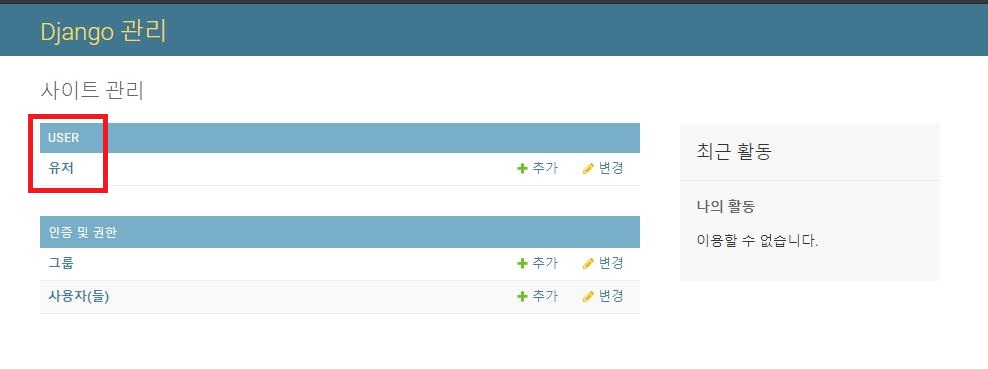 Django 관리
사이트 관리
USER
유저 추가 변경
인증 및 권한
그룹 추가 변경
사용자(들) 추가 변경
최근 활동
나의 활동
이용할 수 없습니다.